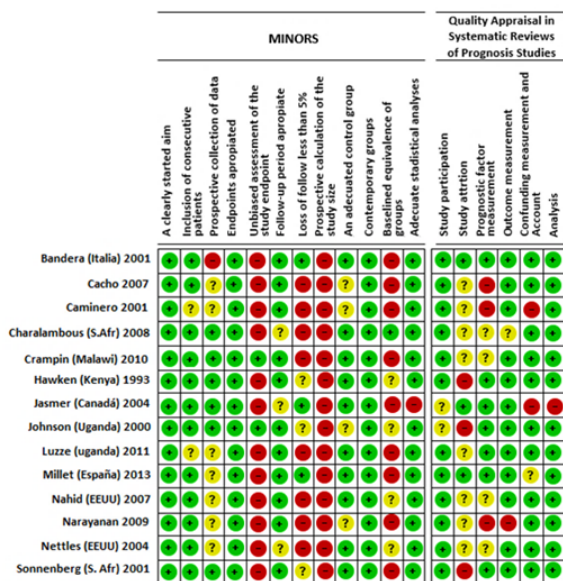 MINORS
Quality Appraisal in
Systematic Reviews
of Prognosis Studies
A clearly started aim
Inclusion of consecutive
patients
Prospective collection of data
Endpoints apropiated
Unbiased assessment of the
study endpoint
Follow-up period apropiate
Loss of follow less than 5%
Prospective calculation of the
study size
An adecuated control group
Contemporary groups
Baselined equivalence of
groups
Adequate stadistical analyses
Study participation
Study attrtion
Prognostic factor
measurement
Outcome measurement
Confunding measurement and
Account
Analysis
Bandera (Italia) 2001 + + - + - + + - + + - + + + + + + +
Cacho 2007 + + ? + - + - - ? + - + + ? - + + +
Caminero 2001 + ? ? + - + - - ? + - + + ? - + - +
Charalambous (S.Afr) 2008 + + + + - ? - - + + + + + ? ? ? + +
Crampin (Malawi) 2010 + + + + + + - - + + - + + ? ? + + +
Hawken (Kenya) 1993 + + + + - + ? - + + ? + + - + + + +
Jasmer (Canadá) 2004 + + + + - ? + - + + - - ? + + + - -
Johnson (Uganda) 2000 + + + + + + ? - ? + ? + ? - + + + +
Luzze (uganda) 2011 + ? ? + - + - - + + - + + ? + + + +
Millet (España) 2013 + + ? + - + + - + + - + + + + + ? +
Nahid (EEUU) 2007 + + ? + - + - - + + ? + + ? ? + + +
Narayanan 2009 + + ? + - + - - ? + - + + ? - - + +
Nettles (EEUU) 2004 + + ? + - ? - - + + ? + + ? ? + + +
Sonnenberg (S. Afr) 2001 + + + + - + ? - + + - + + - + + + +